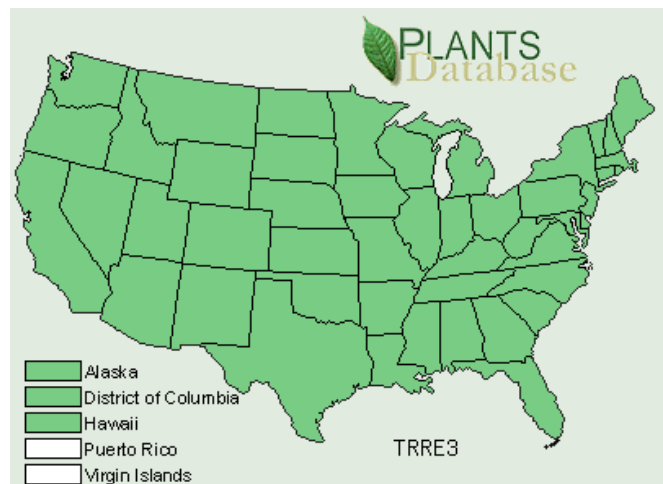 PLANTS
Database
Alaska
District of Columbia
Hawaii
Puerto Rico
Virgin Islands
TRRE3